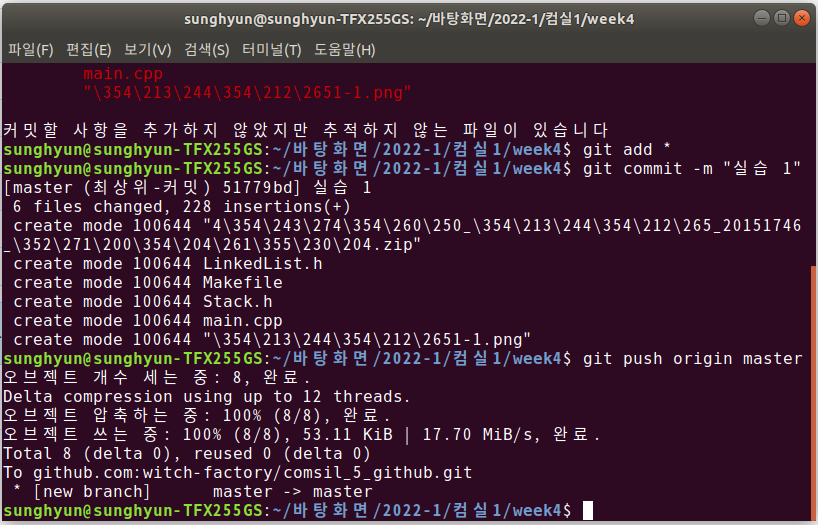 sunghyun@sunghyun-TFX255GS: ~/바탕화면/2022-1/컴실1/week4
파일(F) 편집(E) 보기(V) 검색(S) 터미널(T) 도움말(H)
main.cpp
"\354\213\244\354\212\2651-1.png"
커밋할 사항을 추가하지 않았지만 추적하지 않는 파일이 있습니다
sunghyun@sunghyun-TFX255GS:~/바탕화면/2022-1/컴실1/week4$ git add *
sunghyun@sunghyun-TFX255GS:~/바탕화면/2022-1/컴실1/week4$ git commit -m "실습 1"
[master (최상위-커밋) 51779bd] 실습 1
6 files changed, 228 insertions(+)
create mode 100644 "4\354\243\274\354\260\250_\354\213\244\354\212\265_20151746
_\352\271\200\354\204\261\355\230\204.zip"
create mode 100644 LinkedList.h
create mode 100644 Makefile
create mode 100644 Stack.h
create mode 100644 main.cpp
create mode 100644 "\354\213\244\354\212\2651-1.png"
sunghyun@sunghyun-TFX255GS:~/바탕화면/2022-1/컴실1/week4$ git push origin master
오브젝트 개수 세는 중: 8, 완료.
Delta compression using up to 12 threads.
오브젝트 압축하는 중: 100% (8/8), 완료.
오브젝트 쓰는 중: 100% (8/8), 53.11 KiB | 17.70 MiB/s, 완료.
Total 8 (delta 0), reused 0 (delta 0)
To github.com:witch-factory/comsil_5_github.git
* [new branch] master -> master
sunghyun@sunghyun-TFX255GS:~/바탕화면/2022-1/컴실1/week4$